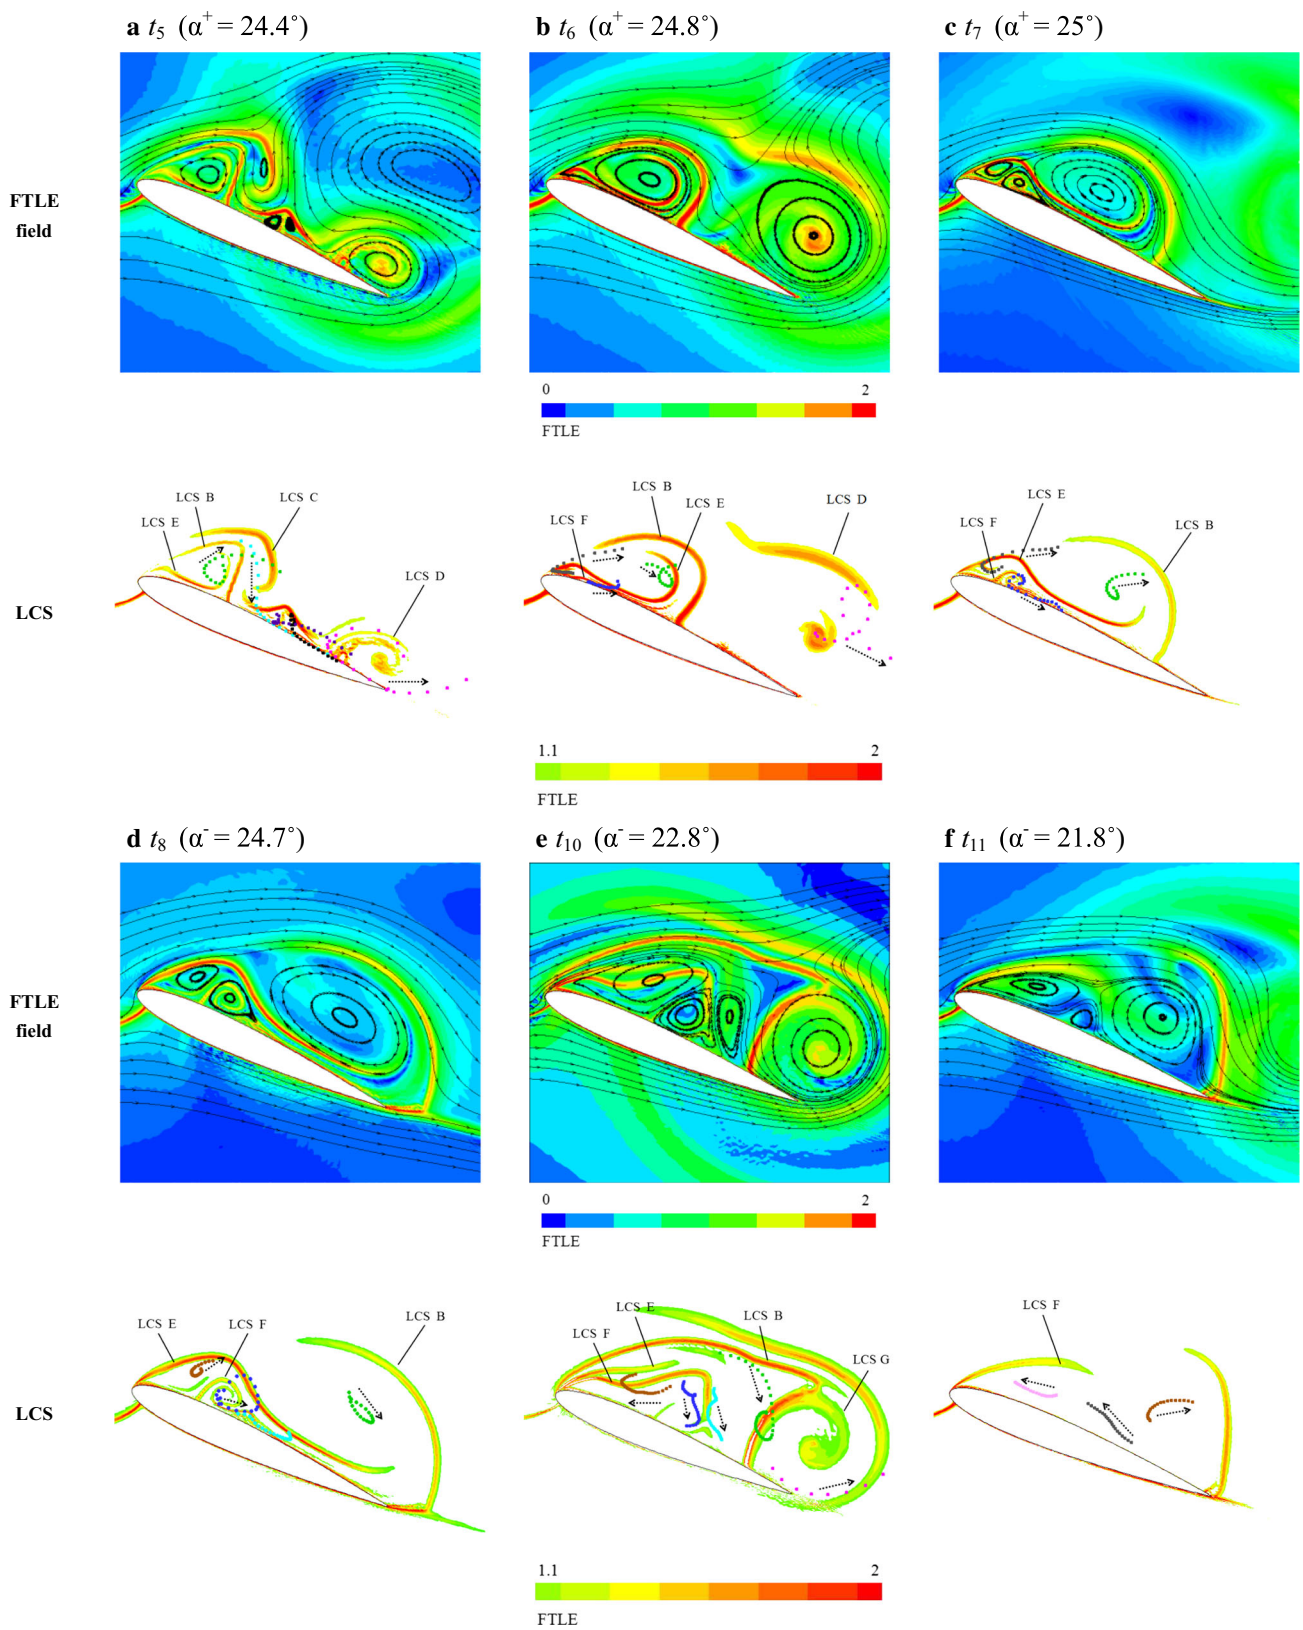 a t5 (α+ = 24.4°)
b t6 (α+ = 24.8°)
c t7 (α+ = 25°)
FTLE
field
0 2
FTLE
LCS
LCS B
LCS C
LCS E
LCS D
LCS B
LCS E
LCS D
LCS F
LCS E
LCS F
LCS B
1.1 2
FTLE
d t8 (α- = 24.7°)
e t10 (α- = 22.8°)
f t11 (α- = 21.8°)
FTLE
field
0 2
FTLE
LCS
LCS E
LCS F
LCS B
LCS E
LCS B
LCS F
LCS G
LCS F
1.1 2
FTLE